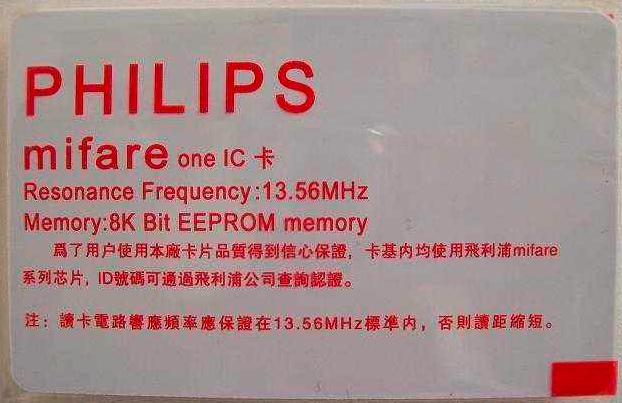 PHILIPS
mifare one IC 卡
Resonance Frequency:13.56MHz
Memory:8K Bit EEPROM memory
爲了用户使用本廠卡片品質得到信心保證，卡基内均使用飛利浦mifare
系列芯片, ID號碼可通過飛利浦公司查詢認證。
注：讀卡電路響應頻率應保證在13.56MHz標準内，否則讀距縮短。